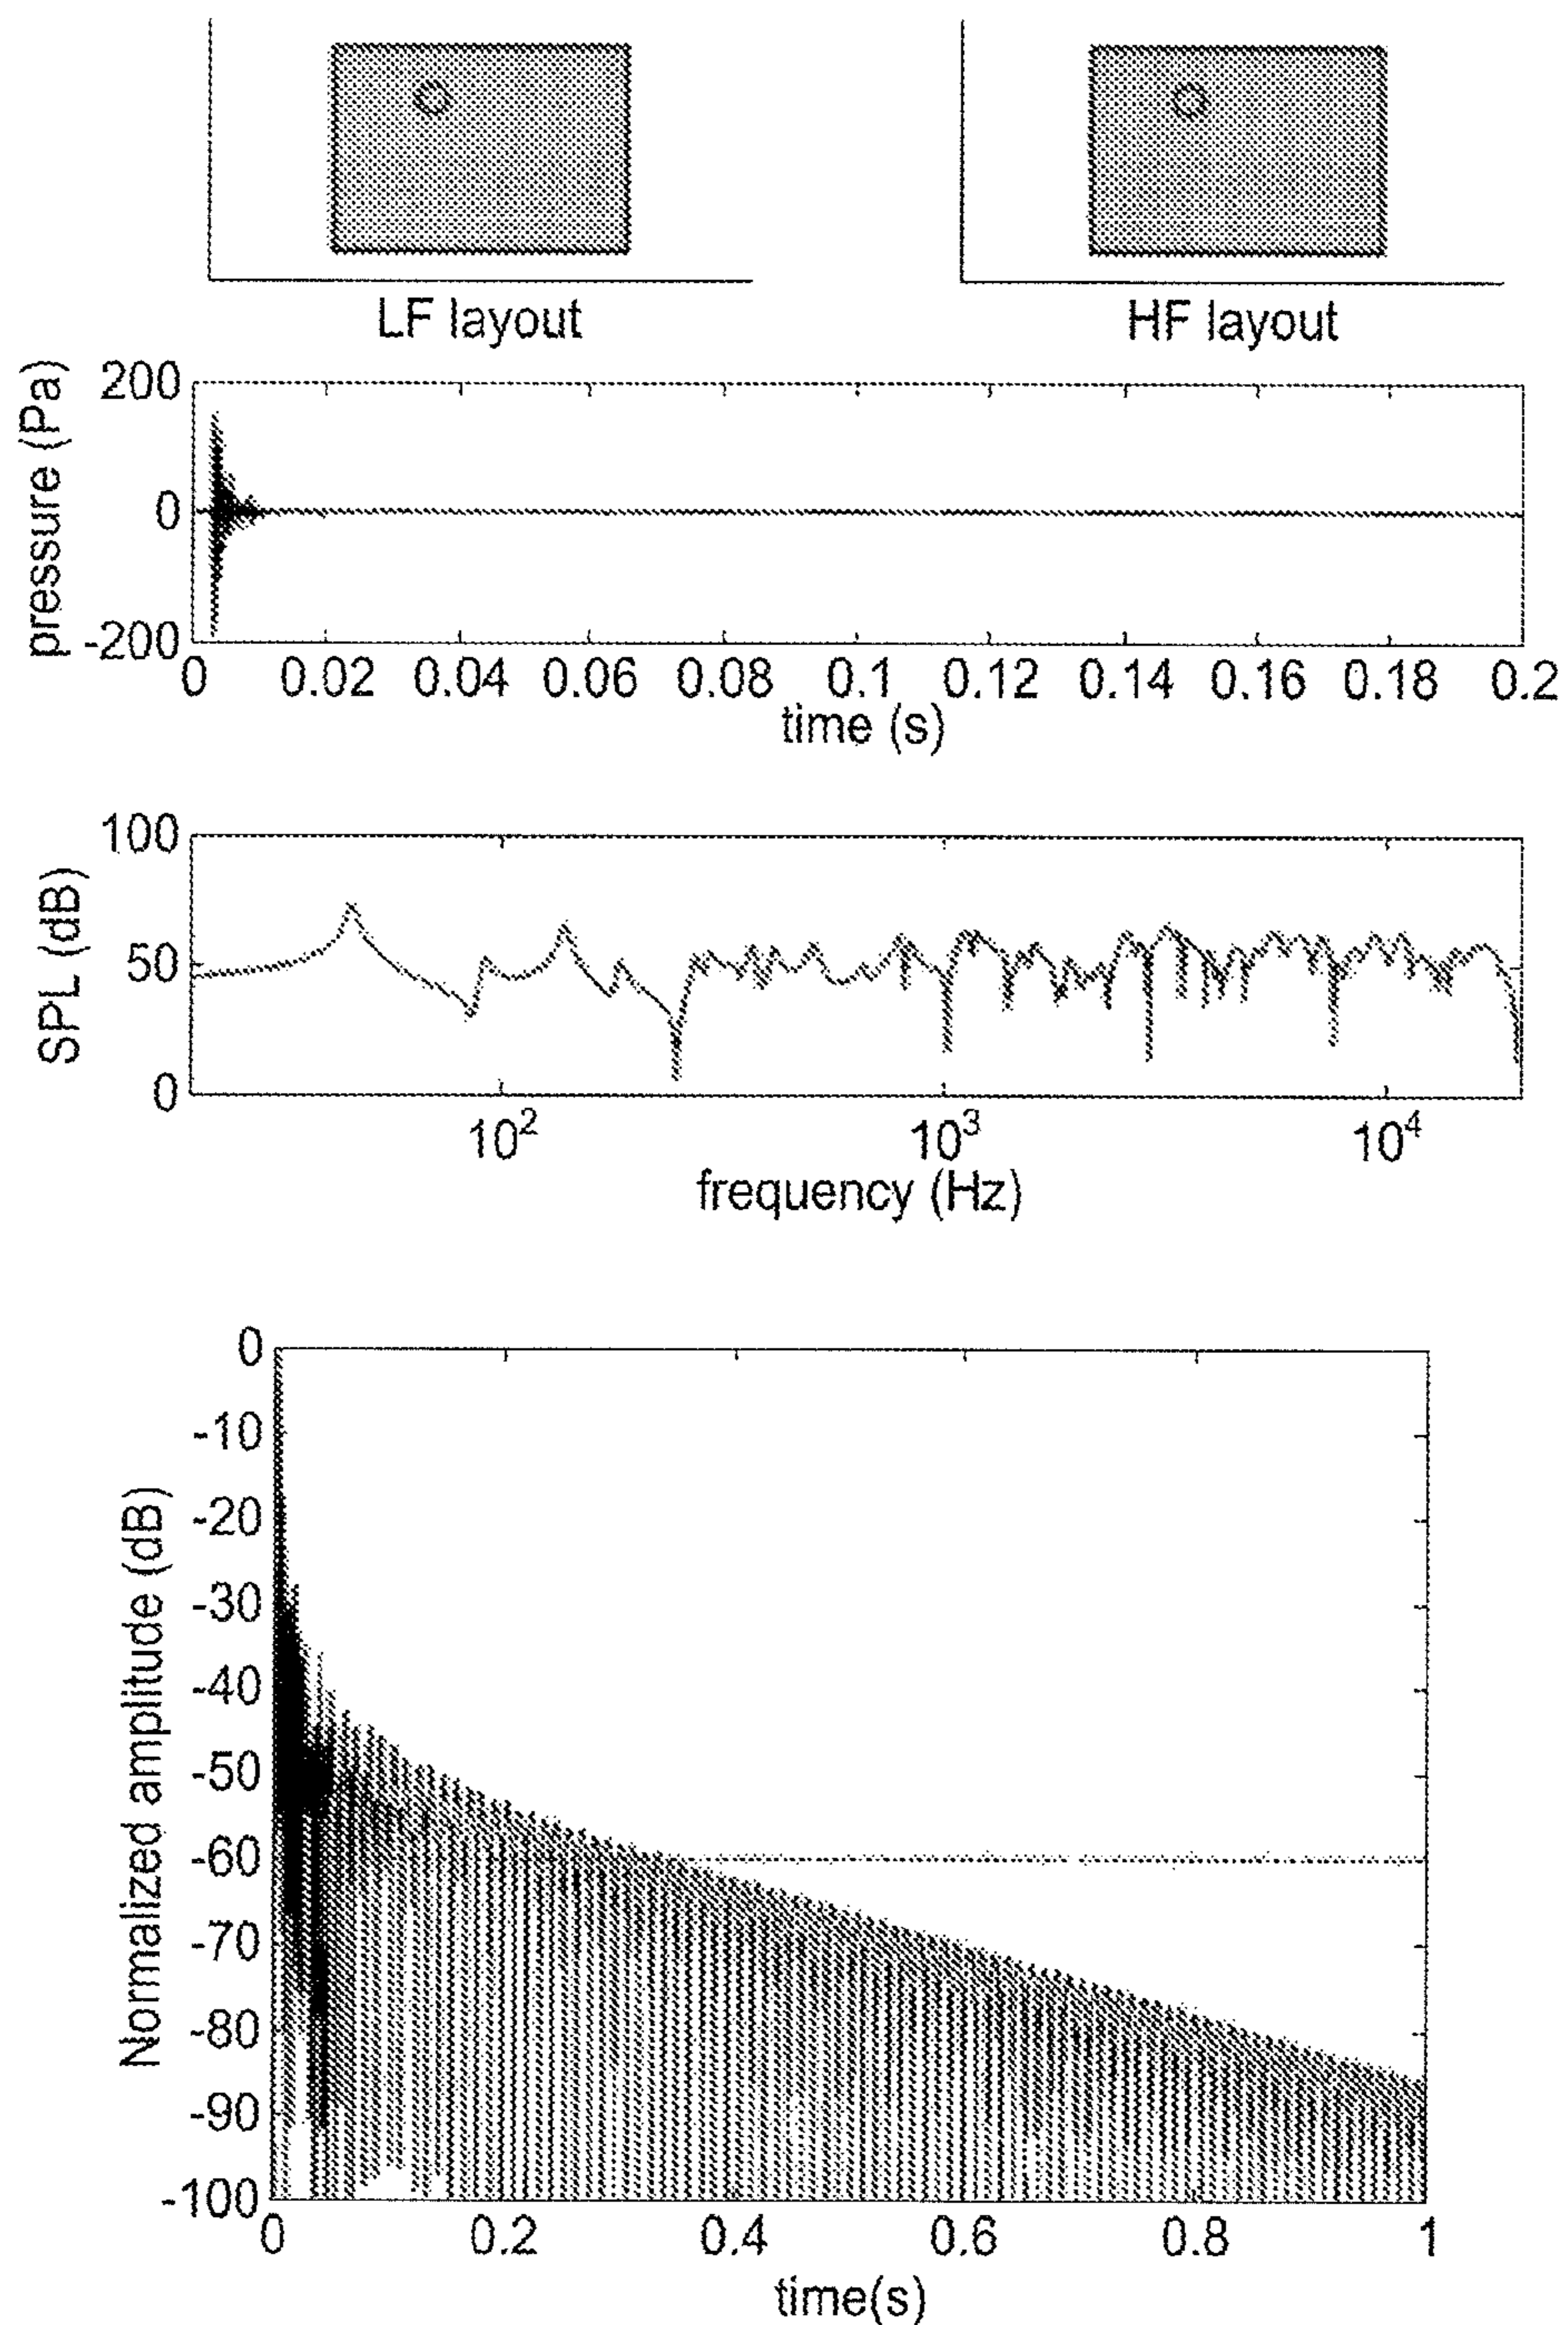 LF layout
HF layout
pressure (Pa)
200
0
-200
0 0.02 0.04 0.06 0.08 0.1 0.12 0.14 0.16 0.18 0.2
time (s)
SPL (dB)
100
50
0
10² 10³ 10⁴
frequency (Hz)
Normalized amplitude (dB)
0
-10
-20
-30
-40
-50
-60
-70
-80
-90
-100
0 0.2 0.4 0.6 0.8 1
time(s)